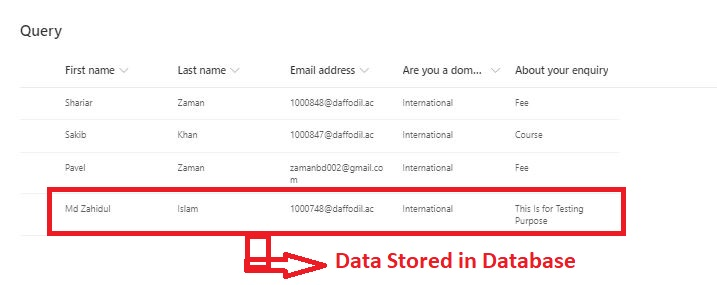 Query
First name Last name Email address Are you a dom... About your enquiry
Shariar Zaman 1000848@daffodil.ac International Fee
Sakib Khan 1000847@daffodil.ac International Course
Pavel Zaman zamanbd002@gmail.co International Fee
m
Md Zahidul Islam 1000748@daffodil.ac International This Is for Testing
Purpose
Data Stored in Database